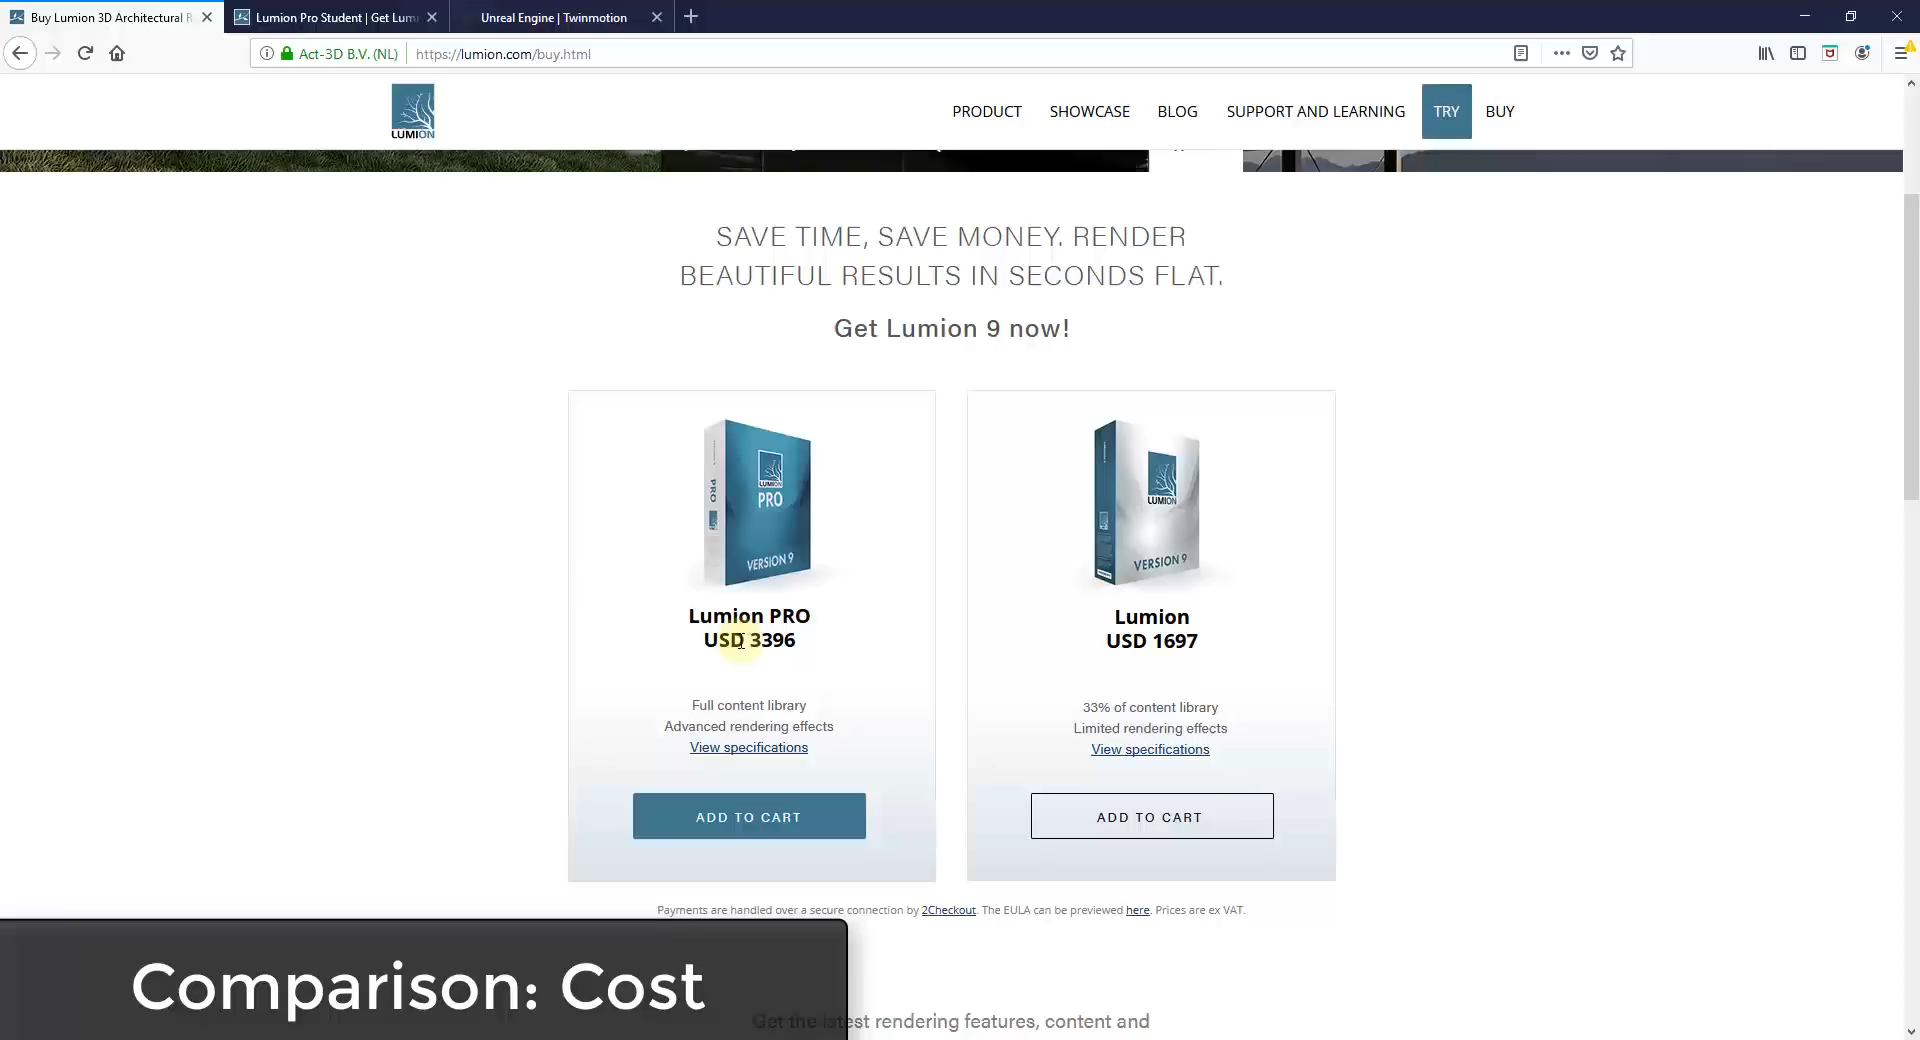 Buy Lumion 3D Architectural R
Lumion Pro Student | Get Lum
Unreal Engine | Twinmotion
Act-3D B.V. (NL)
https://lumion.com/buy.html
LUMION
PRODUCT
SHOWCASE
BLOG
SUPPORT AND LEARNING
TRY
BUY
SAVE TIME, SAVE MONEY. RENDER
BEAUTIFUL RESULTS IN SECONDS FLAT.
Get Lumion 9 now!
LUMION
PRO
PRO
VERSION 9
Lumion PRO
USD 3396
Full content library
Advanced rendering effects
View specifications
ADD TO CART
LUMION
VERSION 9
Lumion
USD 1697
33% of content library
Limited rendering effects
View specifications
ADD TO CART
Payments are handled over a secure connection by 2Checkout. The EULA can be previewed here. Prices are ex VAT.
Comparison: Cost
Get the latest rendering features, content and